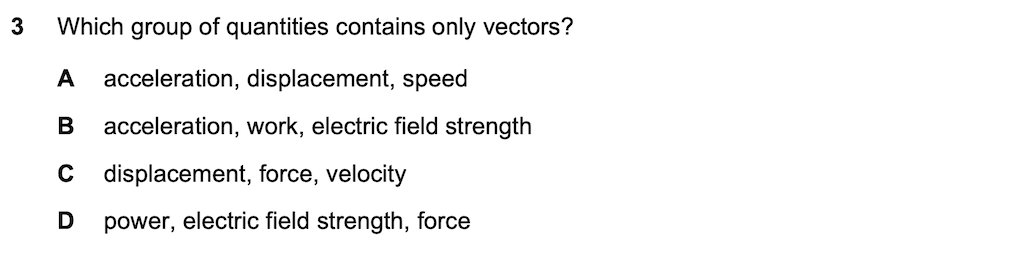 3 Which group of quantities contains only vectors?
A acceleration, displacement, speed
B acceleration, work, electric field strength
C displacement, force, velocity
D power, electric field strength, force